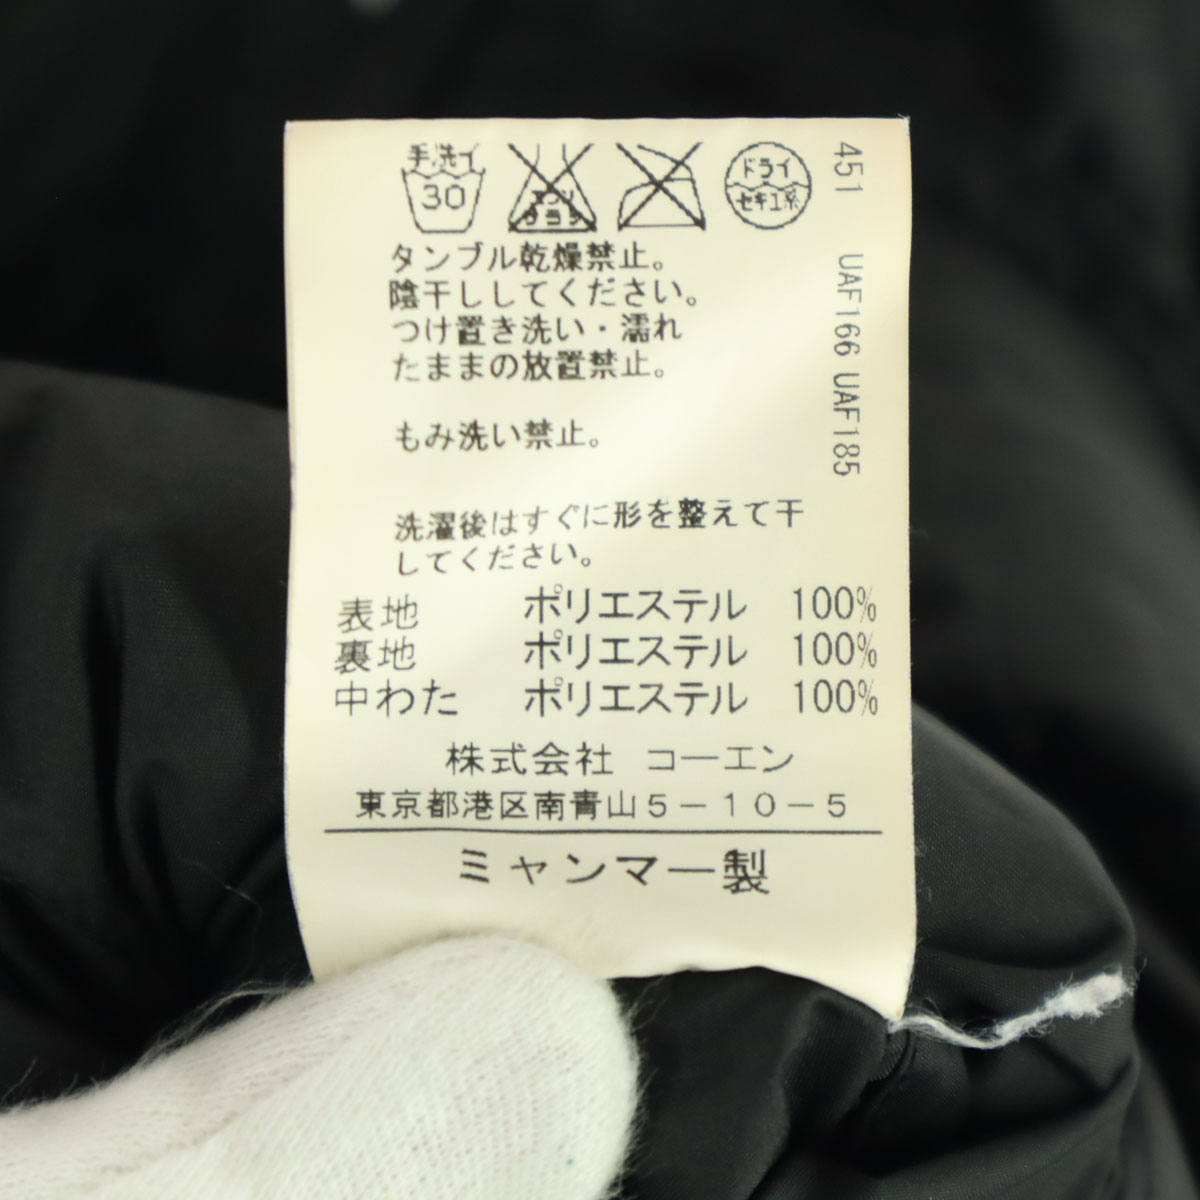 手洗イ
30
エンソ
サラシ
ドライ
セキユ系
タンブル乾燥禁止。
陰干ししてください。
つけ置き洗い・濡れ
たままの放置禁止。
もみ洗い禁止。
洗濯後はすぐに形を整えて干
してください。
表地 ポリエステル 100%
裏地 ポリエステル 100%
中わた ポリエステル 100%
株式会社 コーエン
東京都港区南青山5-10-5
ミャンマー製
451 UAF166 UAF185